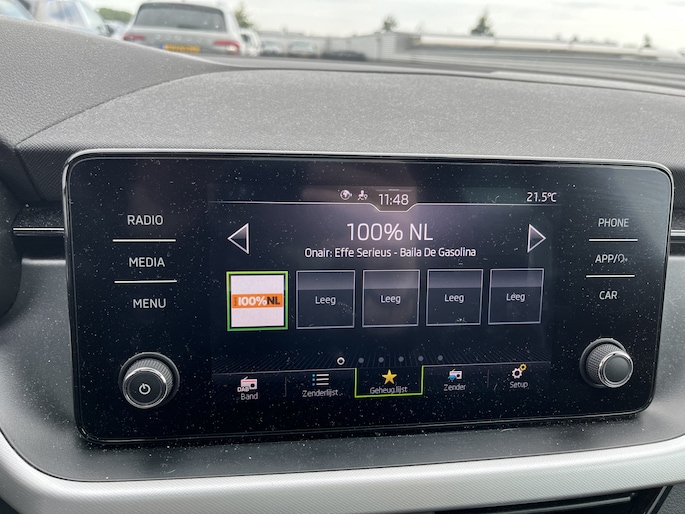 11:48
21.5°C
RADIO
MEDIA
MENU
100% NL
Onair: Effe Serieus - Baila De Gasolina
100%NL
Leeg
Leeg
Leeg
Leeg
PHONE
APP/
CAR
DAB
Band
Zenderlijst
Geheug.lijst
Zender
Setup